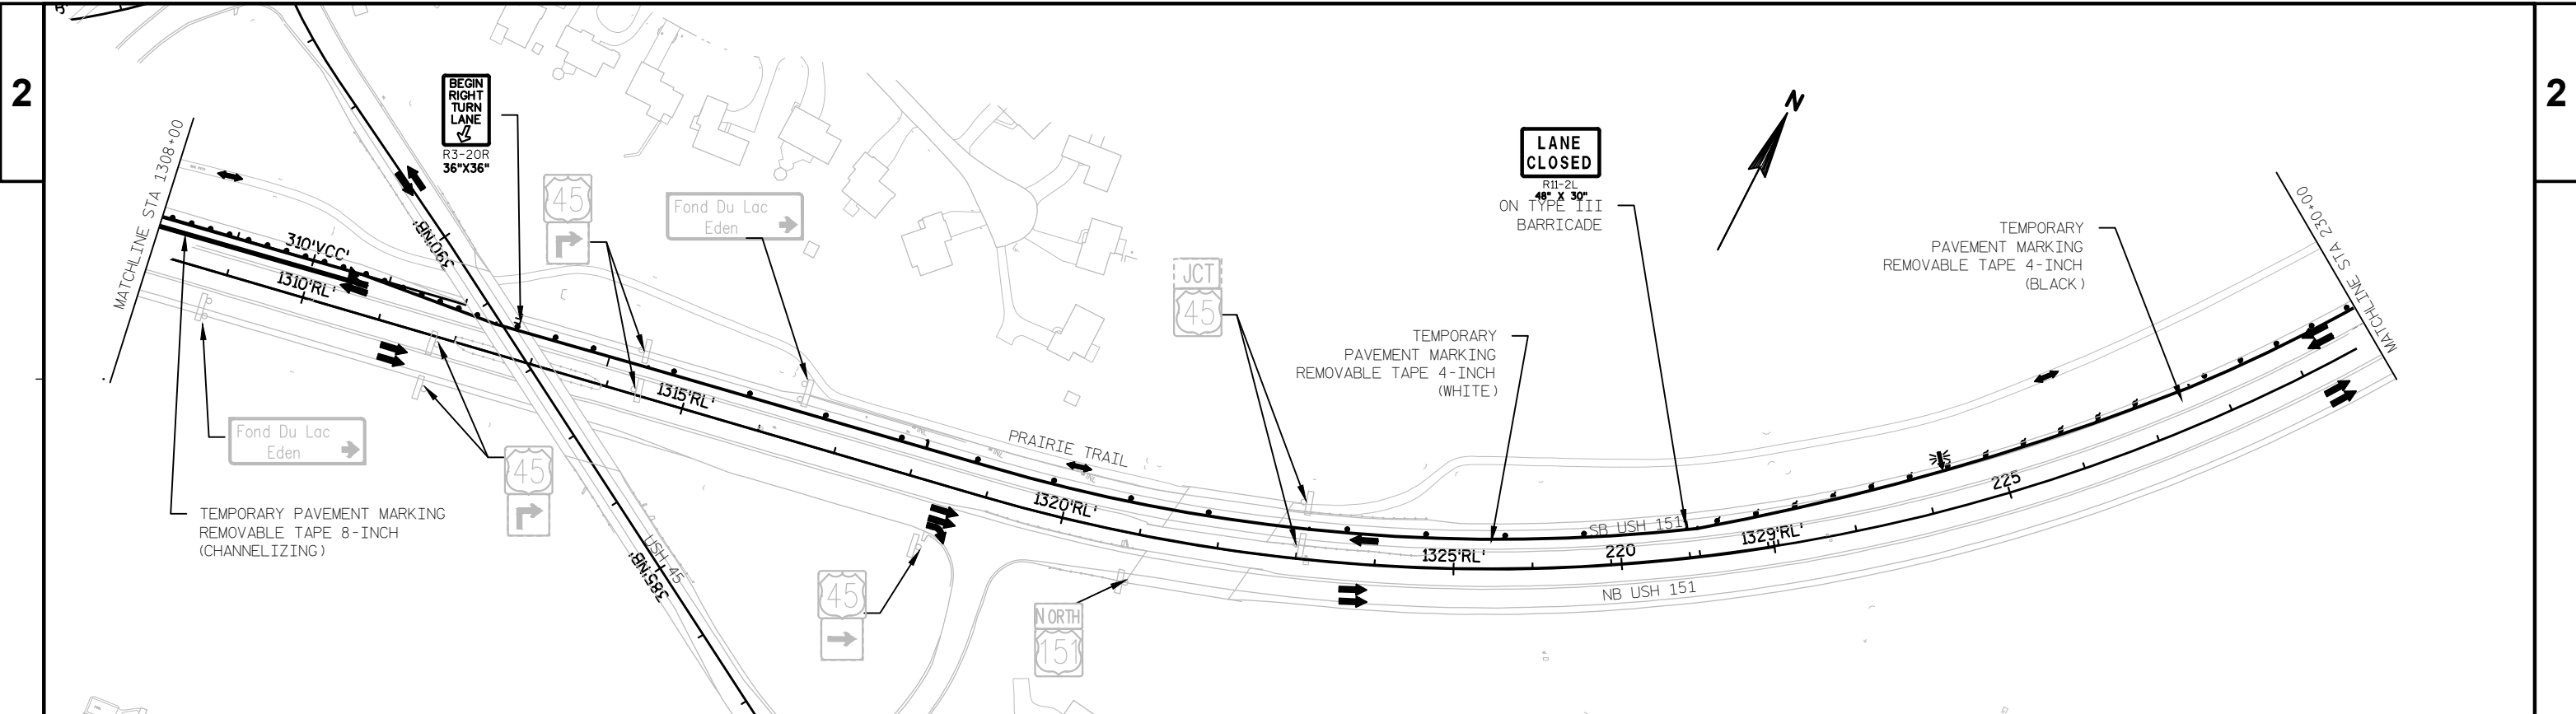 2
2
BEGIN
RIGHT
TURN
LANE
R3-20R
36"X36"
MATCHLINE STA 1308+00
310'VCC'
1310'RL'
390'NB'
45
Fond Du Lac
Eden
N
LANE
CLOSED
R11-2L
48" X 30"
ON TYPE III
BARRICADE
TEMPORARY
PAVEMENT MARKING
REMOVABLE TAPE 4-INCH
(BLACK)
MATCHLINE STA 230+00
JCT
45
TEMPORARY
PAVEMENT MARKING
REMOVABLE TAPE 4-INCH
(WHITE)
1315'RL'
PRAIRIE TRAIL
Fond Du Lac
Eden
45
TEMPORARY PAVEMENT MARKING
REMOVABLE TAPE 8-INCH
(CHANNELIZING)
USH 45
385'NB'
1320'RL'
SB USH 151
1325'RL'
220
1329'RL'
225
NB USH 151
45
NORTH
151